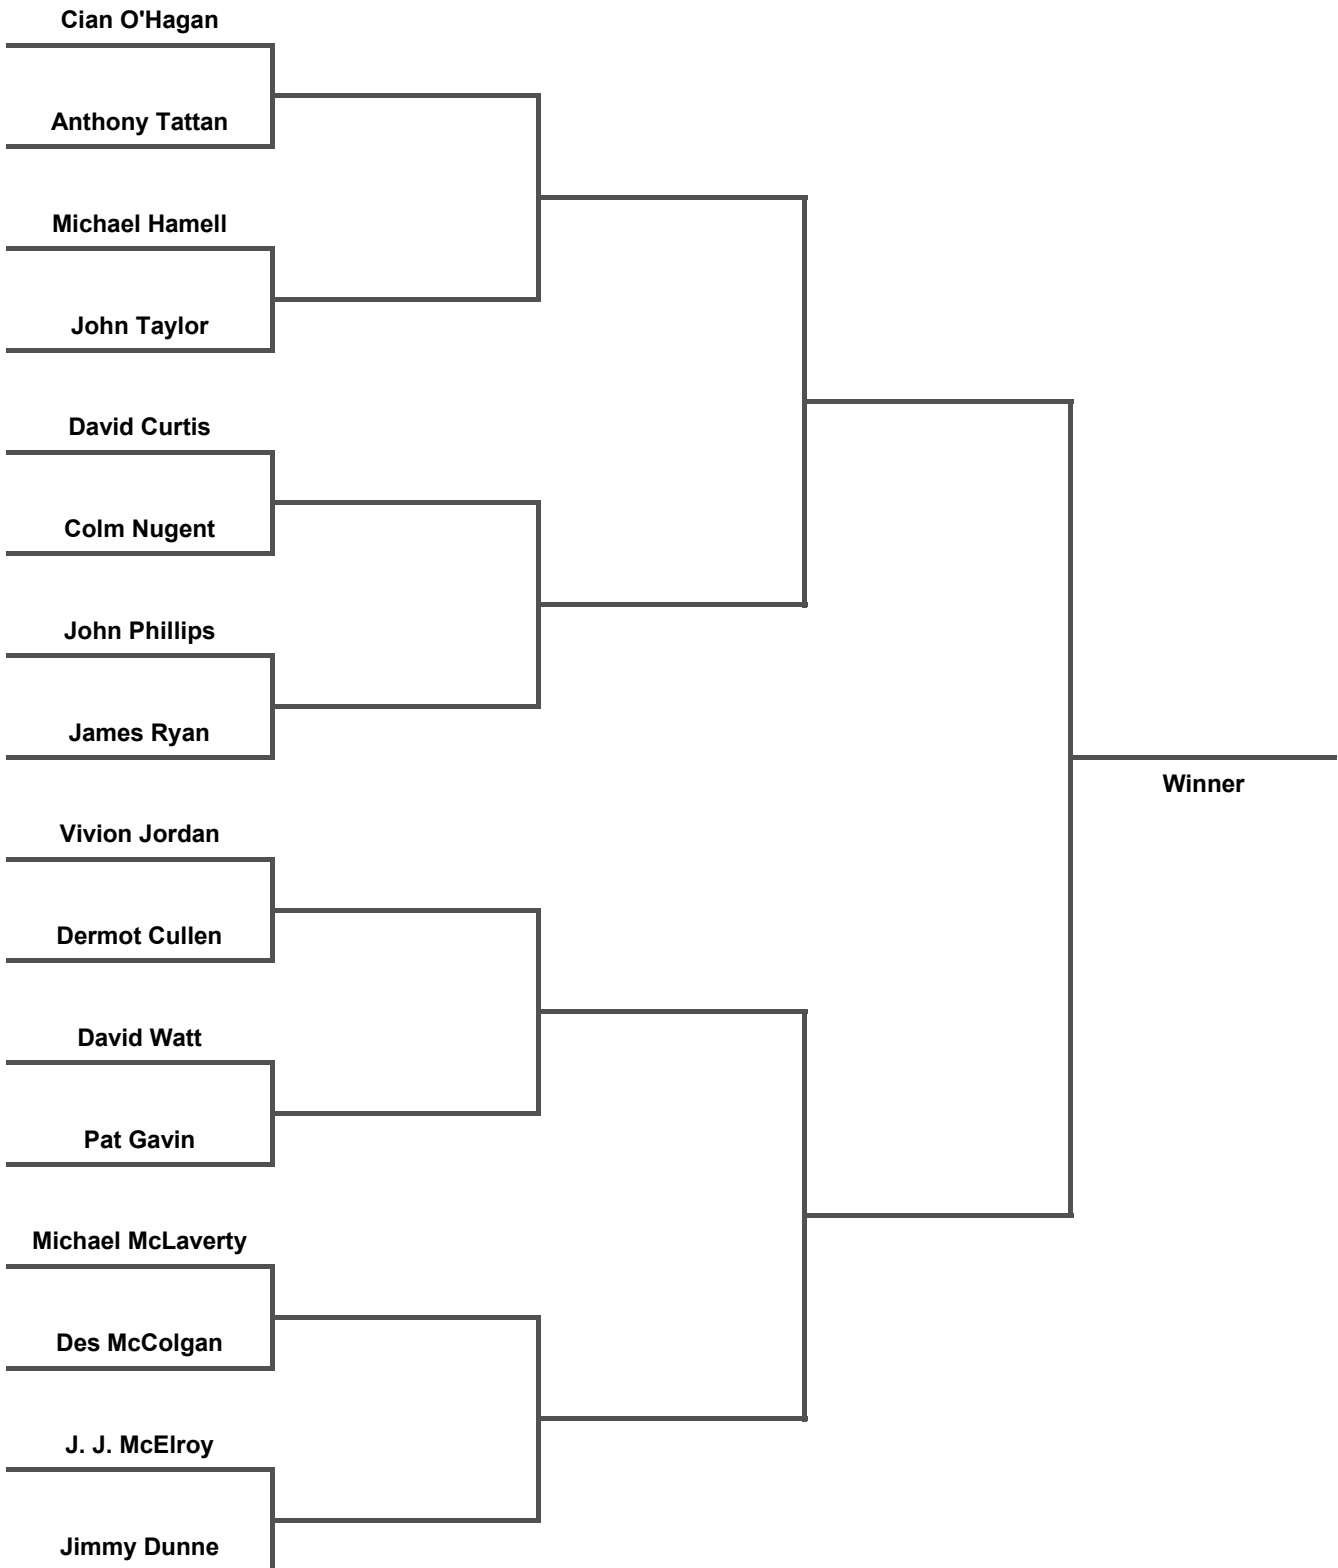 Cian O'Hagan
Anthony Tattan
Michael Hamell
John Taylor
David Curtis
Colm Nugent
John Phillips
James Ryan
Winner
Vivion Jordan
Dermot Cullen
David Watt
Pat Gavin
Michael McLaverty
Des McColgan
J. J. McElroy
Jimmy Dunne